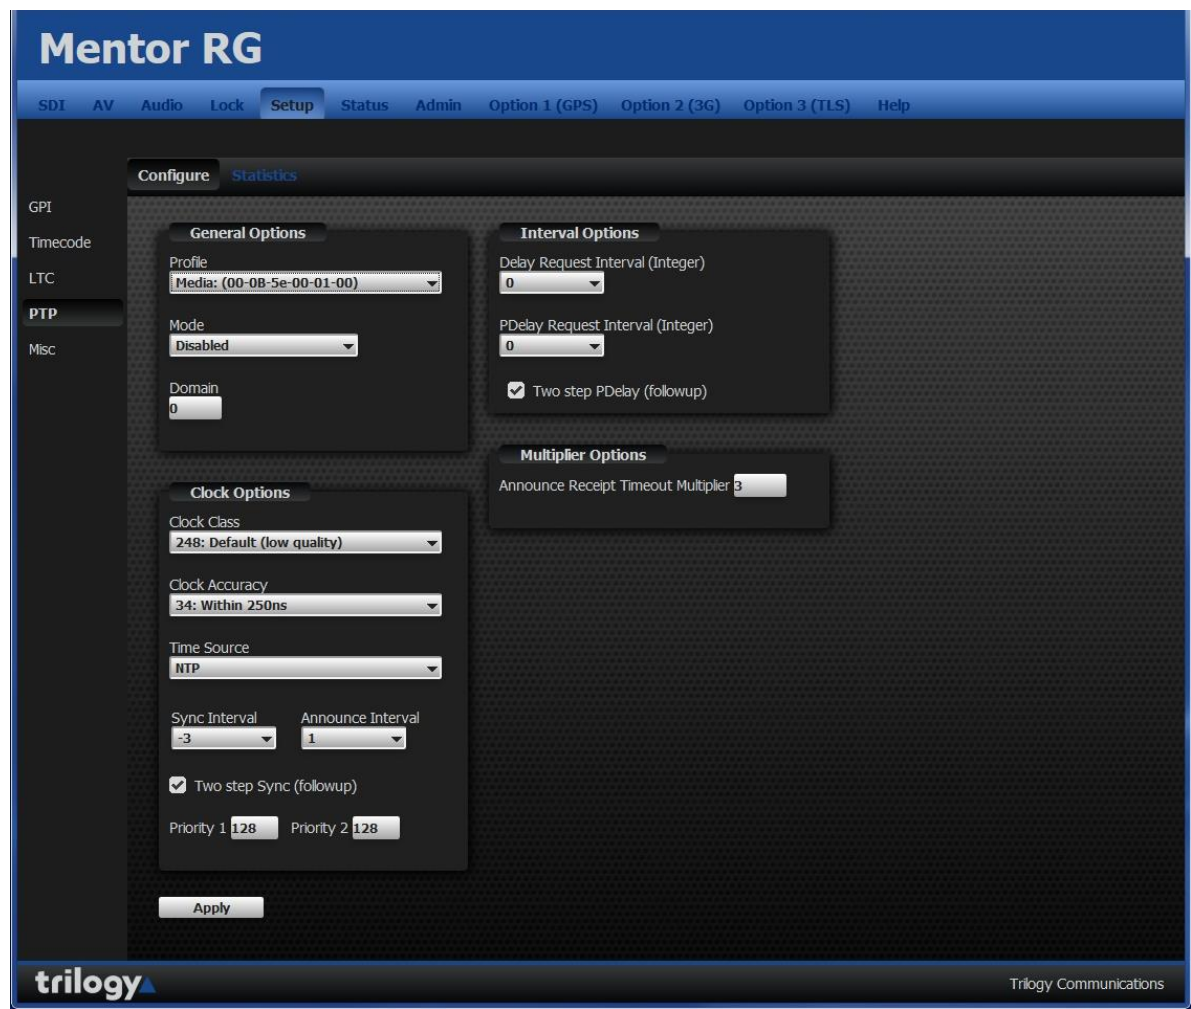 Mentor RG
SDI AV Audio Lock Setup Status Admin Option 1 (GPS) Option 2 (3G) Option 3 (TLS) Help
Configure Statistics
GPI
Timecode
LTC
PTP
Misc
General Options
Profile
Media: (00-0B-5e-00-01-00)
Mode
Disabled
Domain
0
Clock Options
Clock Class
248: Default (low quality)
Clock Accuracy
34: Within 250ns
Time Source
NTP
Sync Interval Announce Interval
-3 1
Two step Sync (followup)
Priority 1 128 Priority 2 128
Interval Options
Delay Request Interval (Integer)
0
PDelay Request Interval (Integer)
0
Two step PDelay (followup)
Multiplier Options
Announce Receipt Timeout Multiplier 3
Apply
trilogy
Trilogy Communications